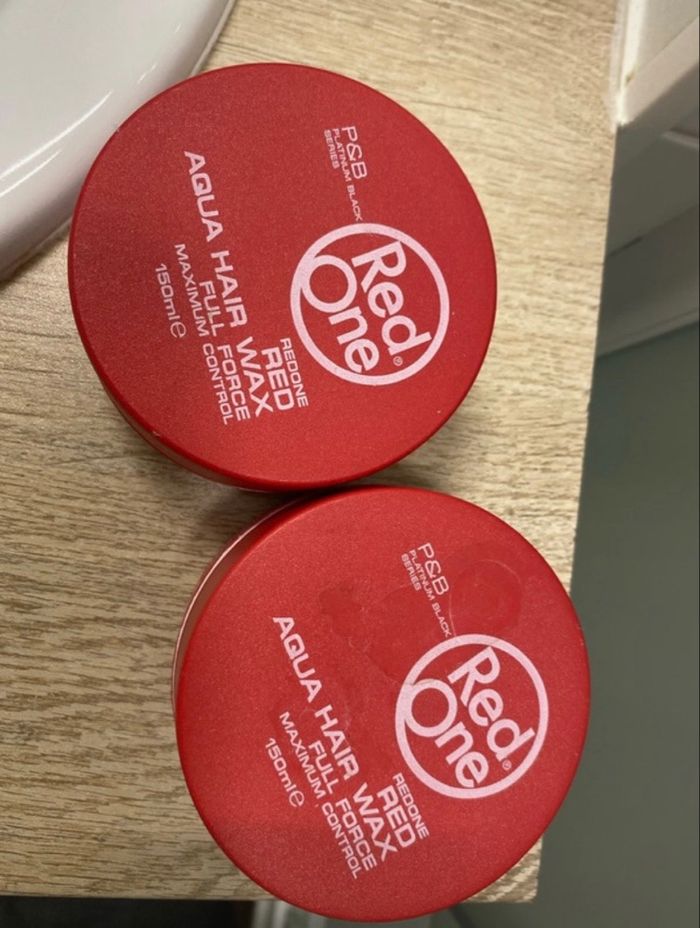 P&B
PLATINUM BLACK
SERIES
Red
One®
REDONE
RED
AQUA HAIR WAX
FULL FORCE
MAXIMUM CONTROL
150ml℮
P&B
PLATINUM BLACK
SERIES
Red
One®
REDONE
RED
AQUA HAIR WAX
FULL FORCE
MAXIMUM CONTROL
150ml℮